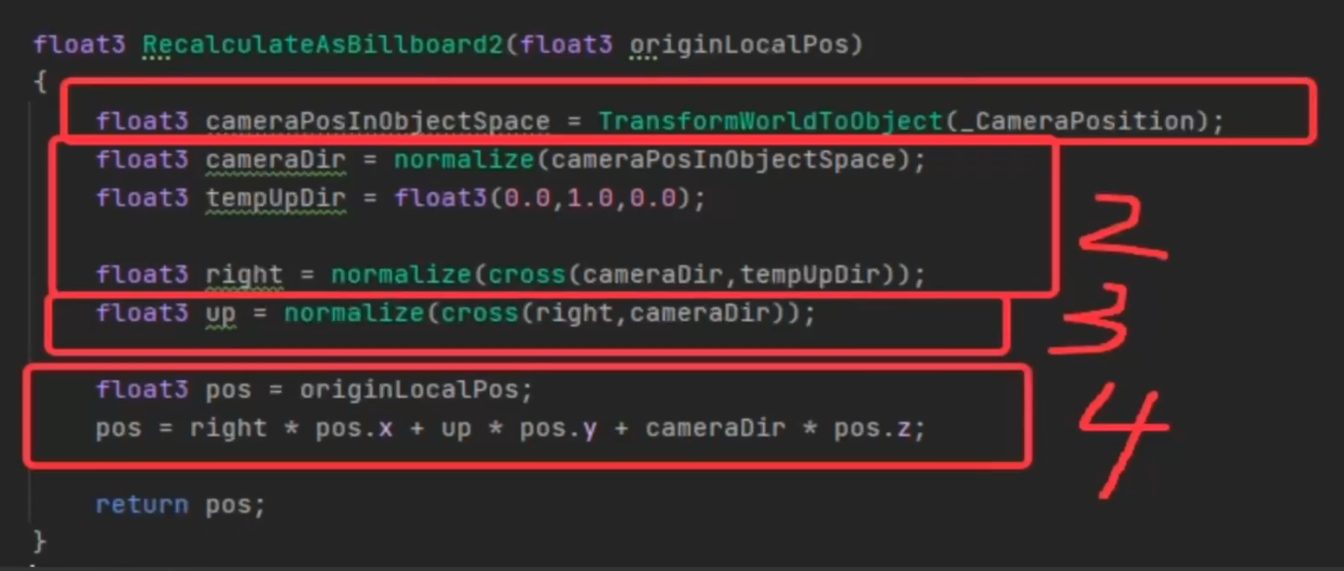 float3 RecalculateAsBillboard2(float3 originLocalPos)
{
float3 cameraPosInObjectSpace = TransformWorldToObject(_CameraPosition);
float3 cameraDir = normalize(cameraPosInObjectSpace);
float3 tempUpDir = float3(0.0,1.0,0.0);
2
float3 right = normalize(cross(cameraDir,tempUpDir));
float3 up = normalize(cross(right,cameraDir));
3
float3 pos = originLocalPos;
pos = right * pos.x + up * pos.y + cameraDir * pos.z;
4
return pos;
}